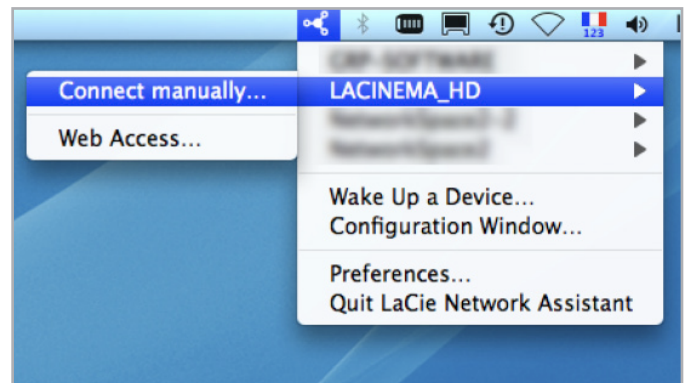 123
LACINEMA_HD
Connect manually...
Web Access...
Wake Up a Device...
Configuration Window...
Preferences...
Quit LaCie Network Assistant